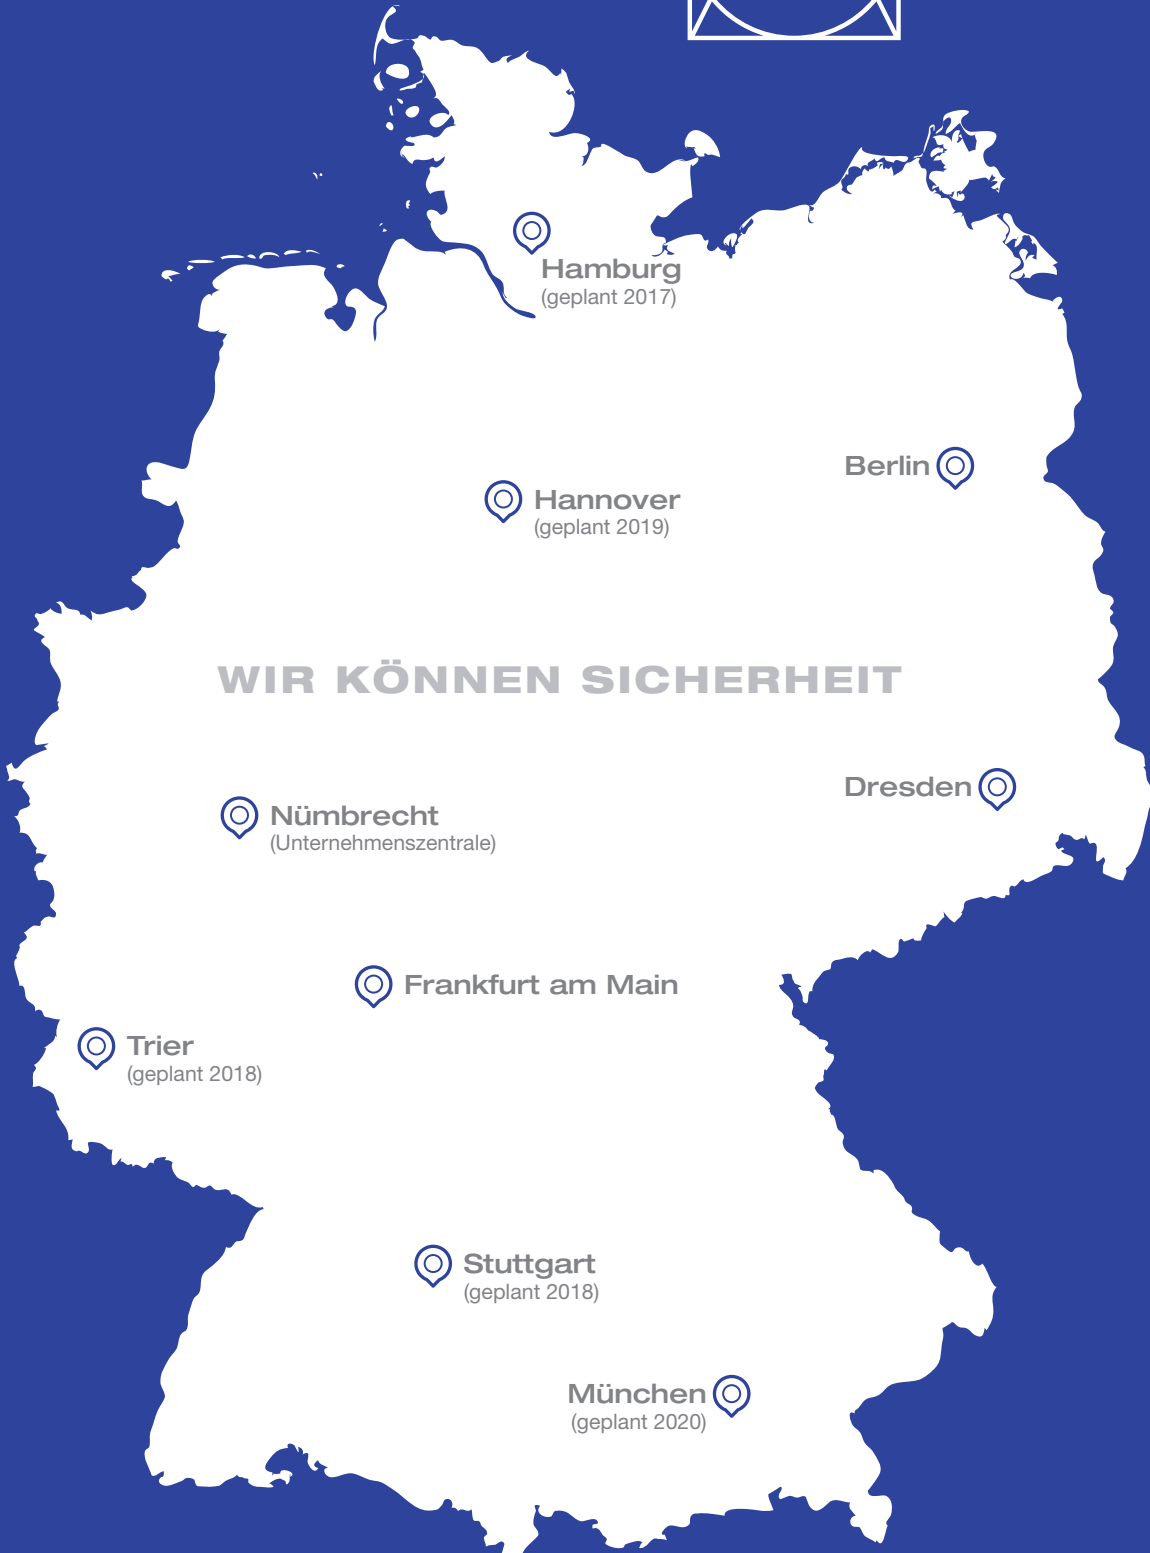 Hamburg
(geplant 2017)
Berlin
Hannover
(geplant 2019)
WIR KÖNNEN SICHERHEIT
Dresden
Nümbrecht
(Unternehmenszentrale)
Frankfurt am Main
Trier
(geplant 2018)
Stuttgart
(geplant 2018)
München
(geplant 2020)